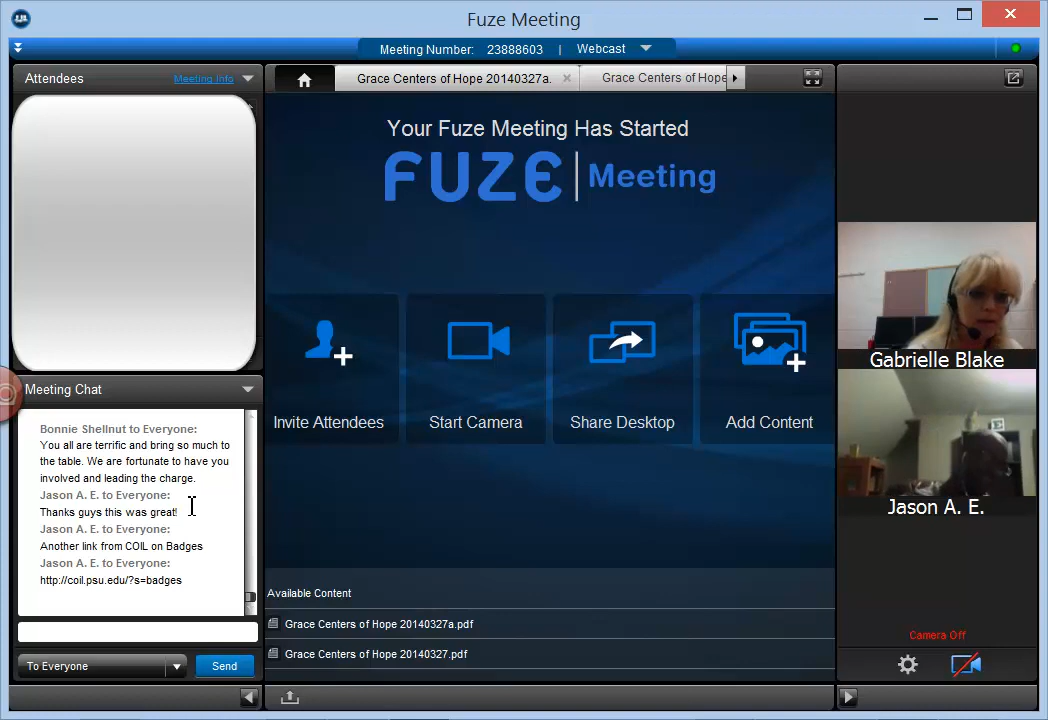 Fuze Meeting
Meeting Number: 23888603 | Webcast
Attendees
Meeting Info
Grace Centers of Hope 20140327a.
Grace Centers of Hope
Your Fuze Meeting Has Started
FUZE | Meeting
Invite Attendees
Start Camera
Share Desktop
Add Content
Gabrielle Blake
Jason A. E.
Meeting Chat
Bonnie Shellnut to Everyone:
You all are terrific and bring so much to
the table. We are fortunate to have you
involved and leading the charge.
Jason A. E. to Everyone:
Thanks guys this was great!
Jason A. E. to Everyone:
Another link from COIL on Badges
Jason A. E. to Everyone:
http://coil.psu.edu/?s=badges
To Everyone
Send
Available Content
Grace Centers of Hope 20140327a.pdf
Grace Centers of Hope 20140327.pdf
Camera Off